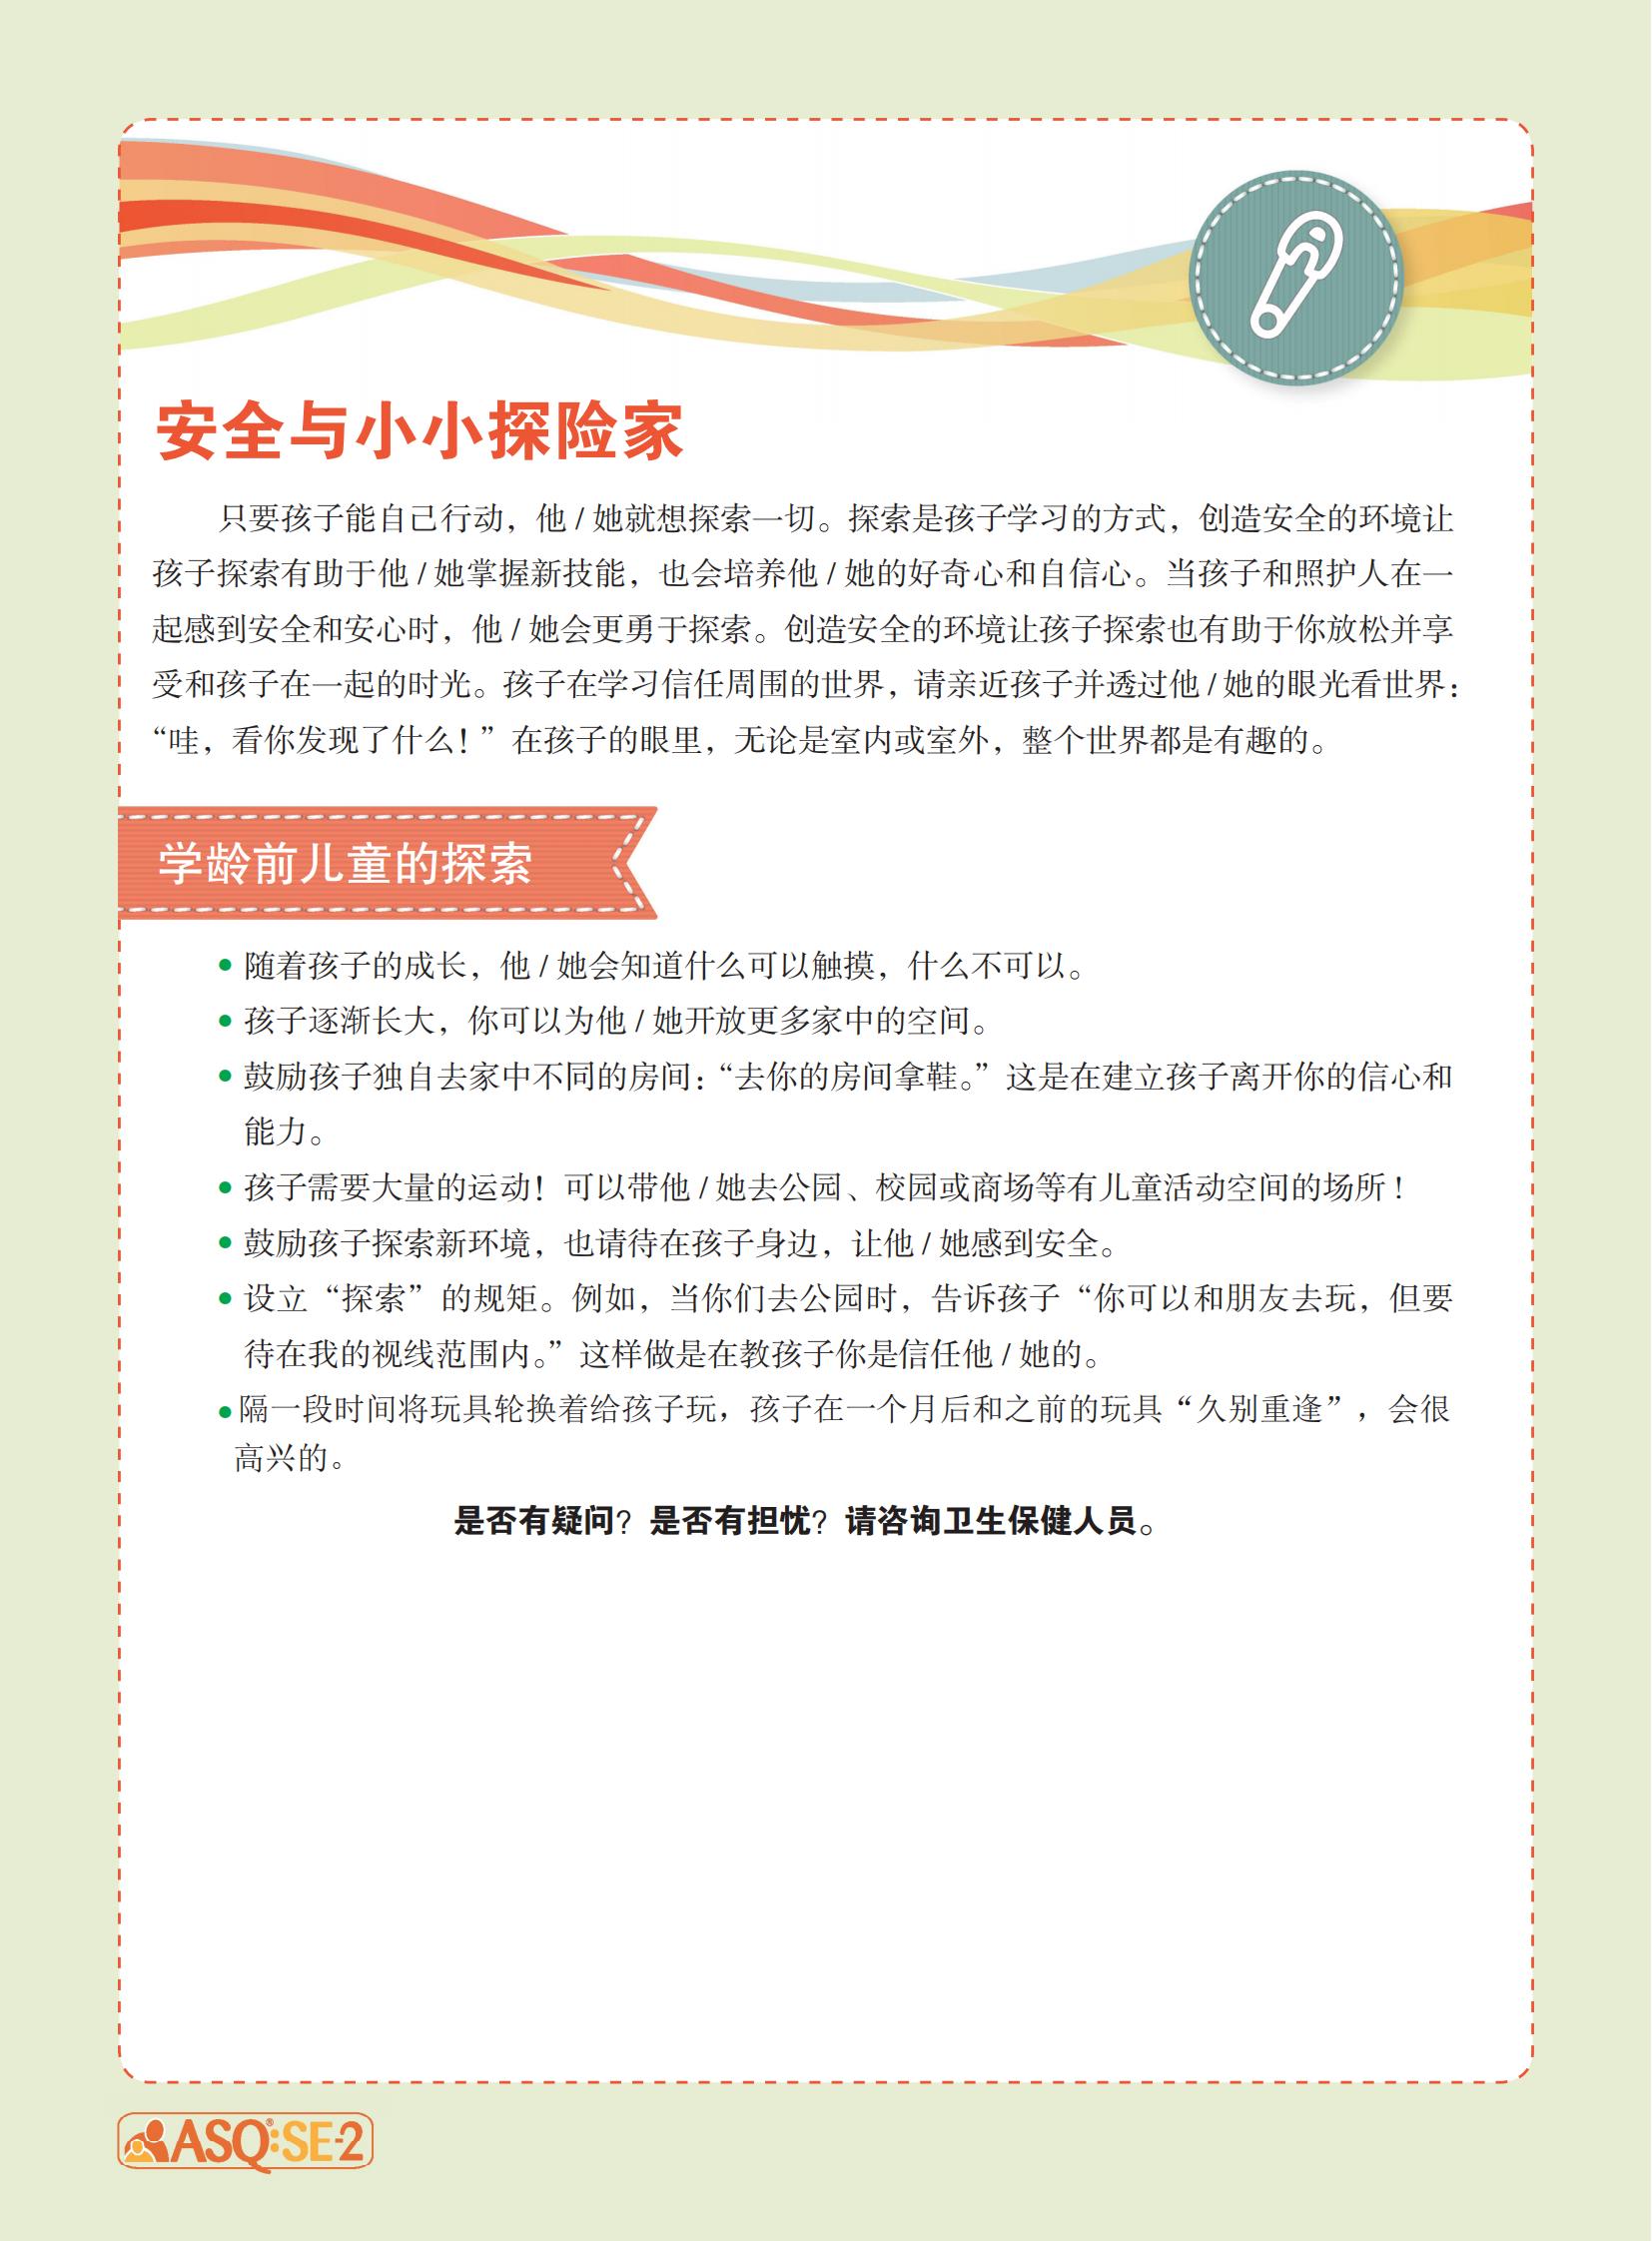 安全与小小探险家
只要孩子能自己行动，他 / 她就想探索一切。探索是孩子学习的方式，创造安全的环境让
孩子探索有助于他 / 她掌握新技能，也会培养他 / 她的好奇心和自信心。当孩子和照护人在一
起感到安全和安心时，他 / 她会更勇于探索。创造安全的环境让孩子探索也有助于你放松并享
受和孩子在一起的时光。孩子在学习信任周围的世界，请亲近孩子并透过他 / 她的眼光看世界：
“哇，看你发现了什么！”在孩子的眼里，无论是室内或室外，整个世界都是有趣的。
学龄前儿童的探索
• 随着孩子的成长，他 / 她会知道什么可以触摸，什么不可以。
• 孩子逐渐长大，你可以为他 / 她开放更多家中的空间。
• 鼓励孩子独自去家中不同的房间：“去你的房间拿鞋。”这是在建立孩子离开你的信心和
能力。
• 孩子需要大量的运动！可以带他 / 她去公园、校园或商场等有儿童活动空间的场所！
• 鼓励孩子探索新环境，也请待在孩子身边，让他 / 她感到安全。
• 设立“探索”的规矩。例如，当你们去公园时，告诉孩子“你可以和朋友去玩，但要
待在我的视线范围内。”这样做是在教孩子你是信任他 / 她的。
• 隔一段时间将玩具轮换着给孩子玩，孩子在一个月后和之前的玩具“久别重逢”，会很
高兴的。
是否有疑问？是否有担忧？请咨询卫生保健人员。
ASQ®:SE-2